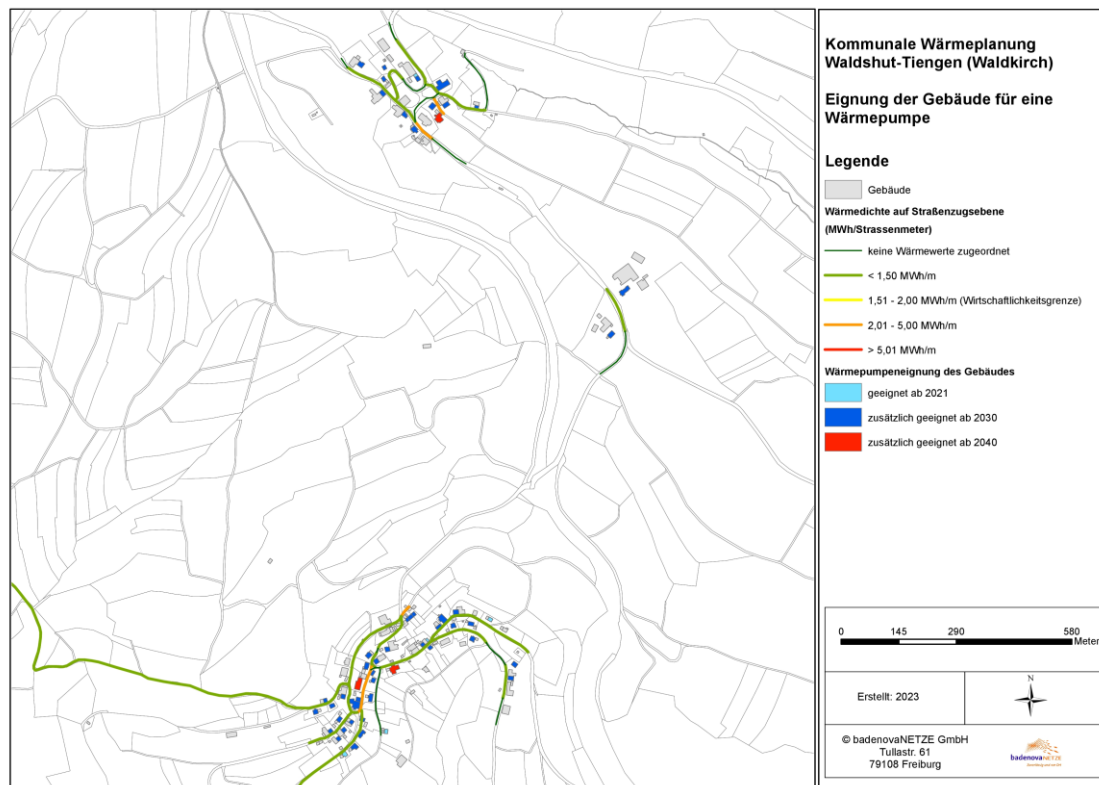 Kommunale Wärmeplanung
Waldshut-Tiengen (Waldkirch)
Eignung der Gebäude für eine
Wärmepumpe
Legende
Gebäude
Wärmedichte auf Straßenzugsebene
(MWh/Strassenmeter)
keine Wärmewerte zugeordnet
< 1,50 MWh/m
1,51 - 2,00 MWh/m (Wirtschaftlichkeitsgrenze)
2,01 - 5,00 MWh/m
> 5,01 MWh/m
Wärmepumpeneignung des Gebäudes
geeignet ab 2021
zusätzlich geeignet ab 2030
zusätzlich geeignet ab 2040
0 145 290 580
Meter
Erstellt: 2023
N
© badenovaNETZE GmbH
Tullastr. 61
79108 Freiburg
badenovaNETZE